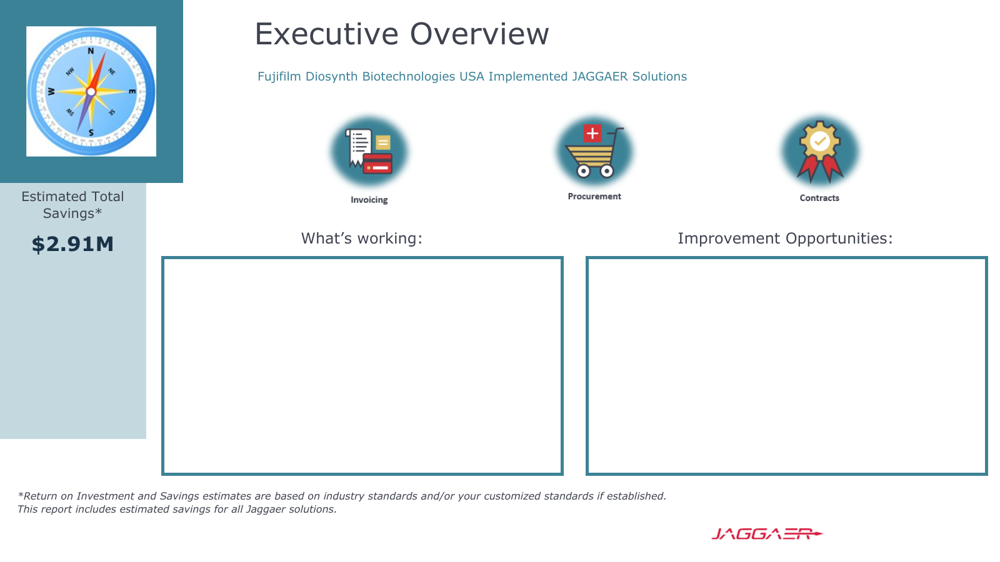 Executive Overview
Fujifilm Diosynth Biotechnologies USA Implemented JAGGAER Solutions
N
NW
NE
W
E
SW
SE
S
Invoicing
Procurement
Contracts
Estimated Total
Savings*
$2.91M
What’s working:
Improvement Opportunities:
*Return on Investment and Savings estimates are based on industry standards and/or your customized standards if established.
This report includes estimated savings for all Jaggaer solutions.
JAGGAER